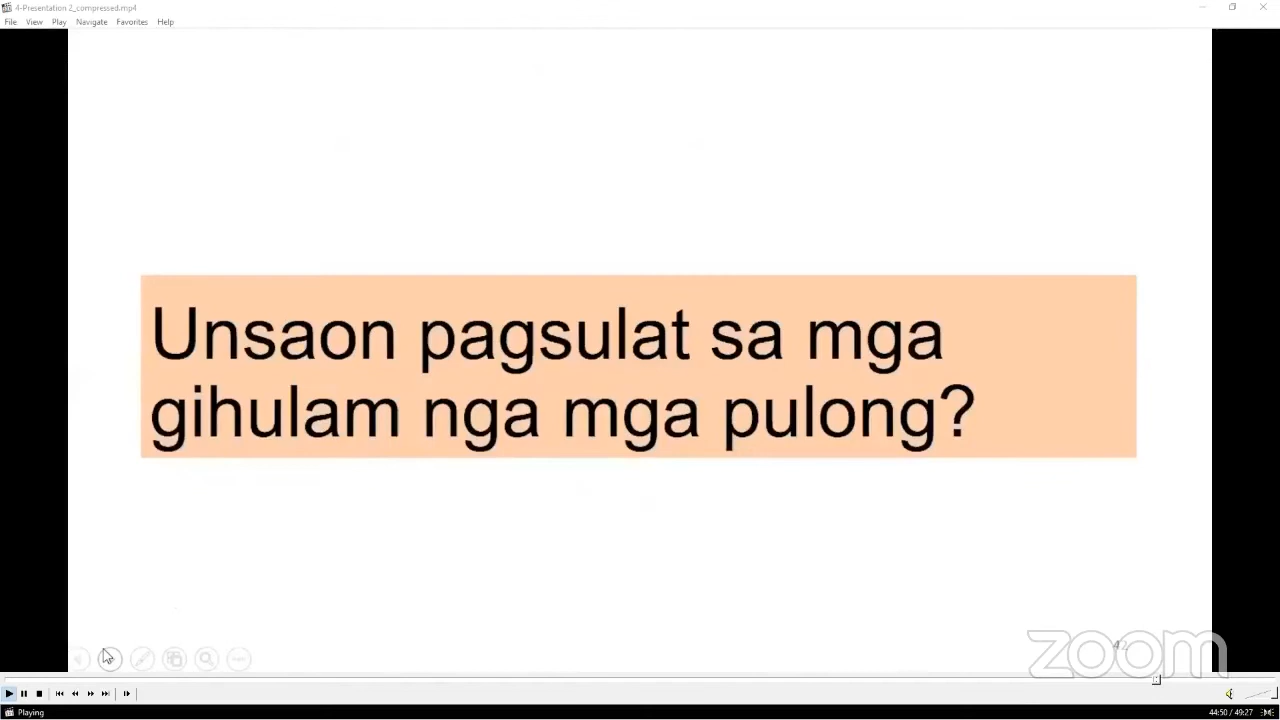 4-Presentation 2_compressed.mp4
File View Play Navigate Favorites Help
Unsaon pagsulat sa mga
gihulam nga mga pulong?
42
zoom
Playing
44:50 / 49:27